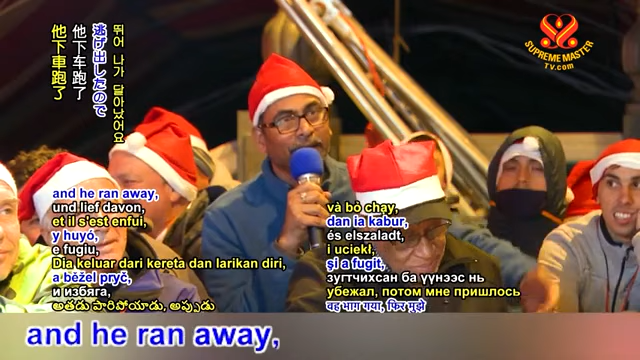 SUPREME MASTER
TV.com
뛰어 나가 달아났어요
逃げ出したので
他下车跑了
他下車跑了
and he ran away,
und lief davon,
et il s'est enfui,
y huyó,
e fugiu,
Dia keluar dari kereta dan larikan diri,
a běžel pryč,
и избяга,
అతడు పారిపోయాడు, అప్పుడు
và bỏ chạy,
dan ia kabur,
és elszaladt,
i uciekł,
şi a fugit,
зугтчихсан ба үүнээс нь
убежал, потом мне пришлось
वह भाग गया, फिर मुझे
and he ran away,